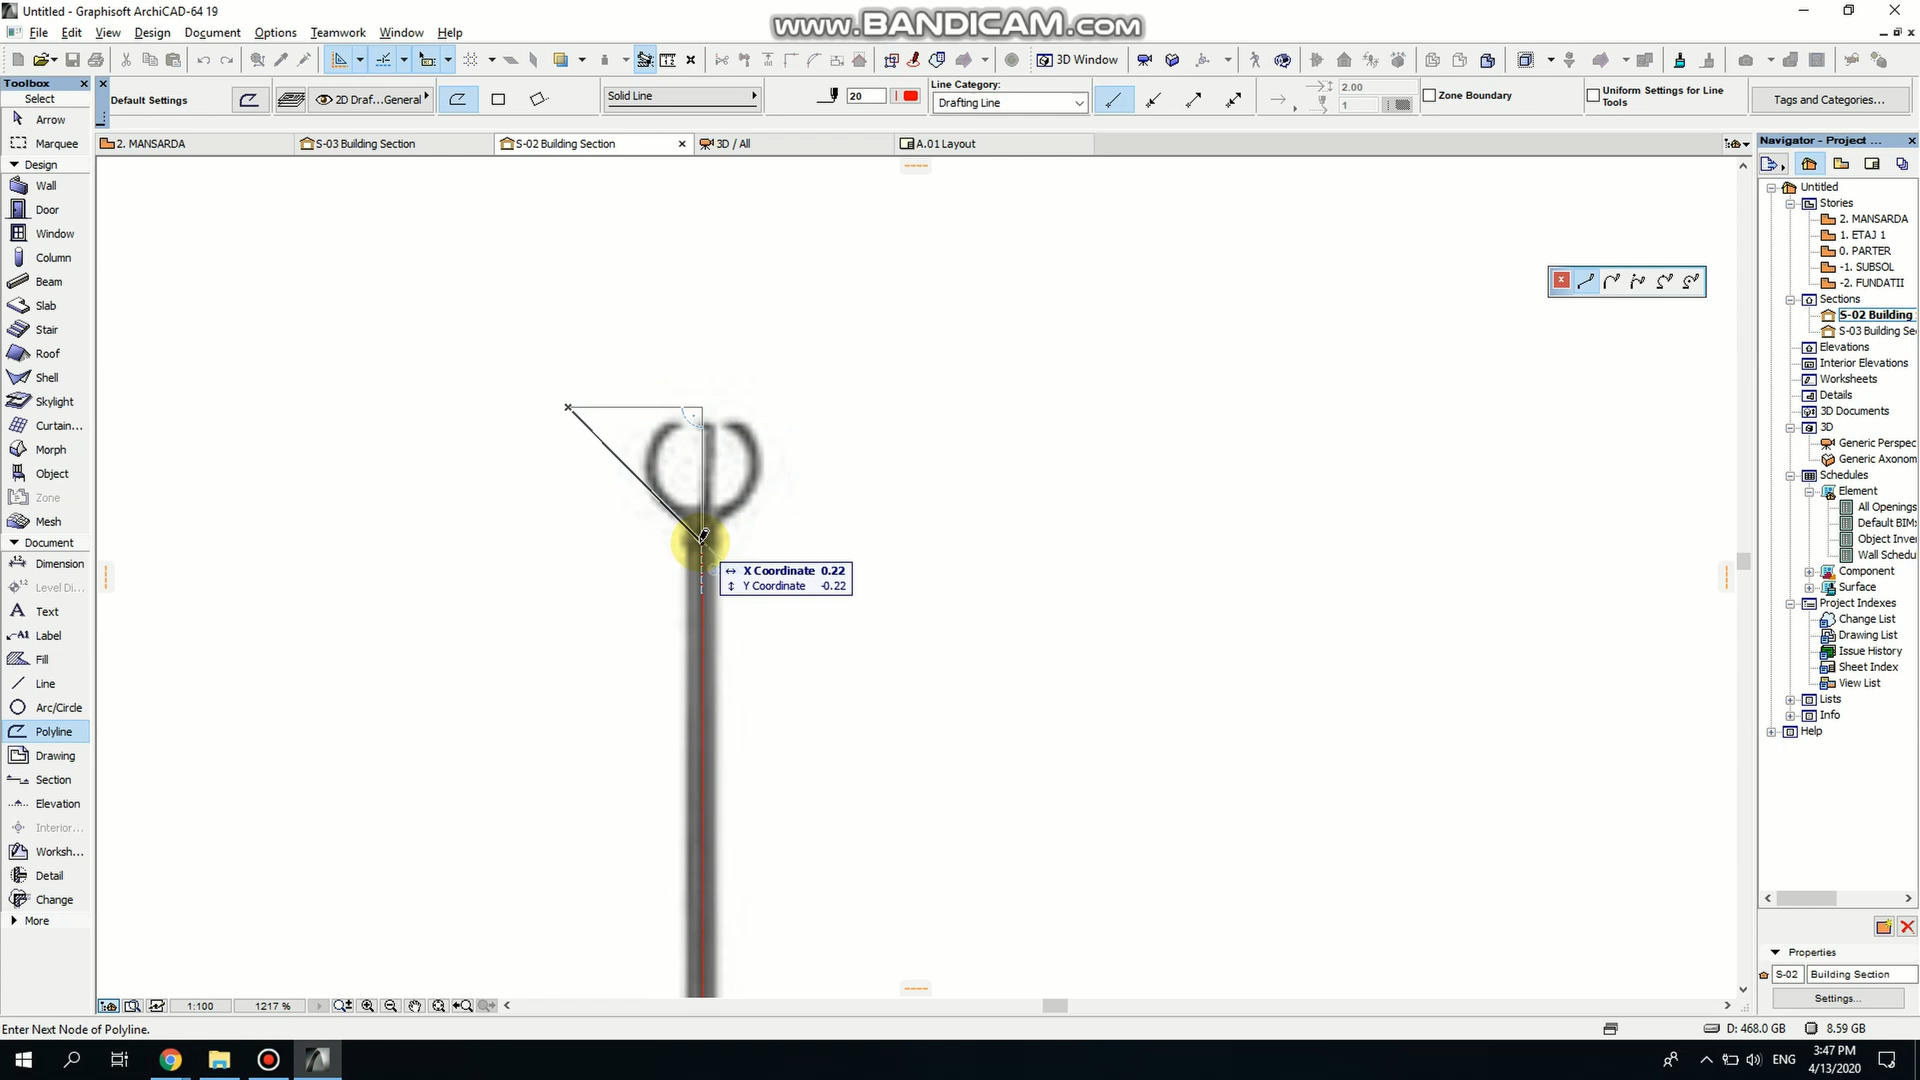 Untitled - Graphisoft ArchiCAD-64 19
www.BANDICAM.com
File Edit View Design Document Options Teamwork Window Help
3D Window
Toolbox
Select
Arrow
Marquee
Design
Wall
Door
Window
Column
Beam
Slab
Stair
Roof
Shell
Skylight
Curtain...
Morph
Object
Zone
Mesh
Document
Dimension
Level Di...
Text
Label
Fill
Line
Arc/Circle
Polyline
Drawing
Section
Elevation
Interior...
Worksh...
Detail
Change
More
Default Settings
2D Draf...General
Solid Line
20
Line Category:
Drafting Line
2.00
1
Zone Boundary
Uniform Settings for Line Tools
Tags and Categories...
2. MANSARDA
S-03 Building Section
S-02 Building Section
3D / All
A.01 Layout
X Coordinate 0.22
Y Coordinate -0.22
Navigator - Project ...
Untitled
Stories
2. MANSARDA
1. ETAJ 1
0. PARTER
-1. SUBSOL
-2. FUNDATII
Sections
S-02 Building
S-03 Building Se
Elevations
Interior Elevations
Worksheets
Details
3D Documents
3D
Generic Perspec
Generic Axonom
Schedules
Element
All Openings
Default BIM
Object Inve
Wall Schedu
Component
Surface
Project Indexes
Change List
Drawing List
Issue History
Sheet Index
View List
Lists
Info
Help
Properties
S-02 Building Section
Settings...
1:100
1217 %
Enter Next Node of Polyline.
D: 468.0 GB
8.59 GB
ENG
3:47 PM
4/13/2020